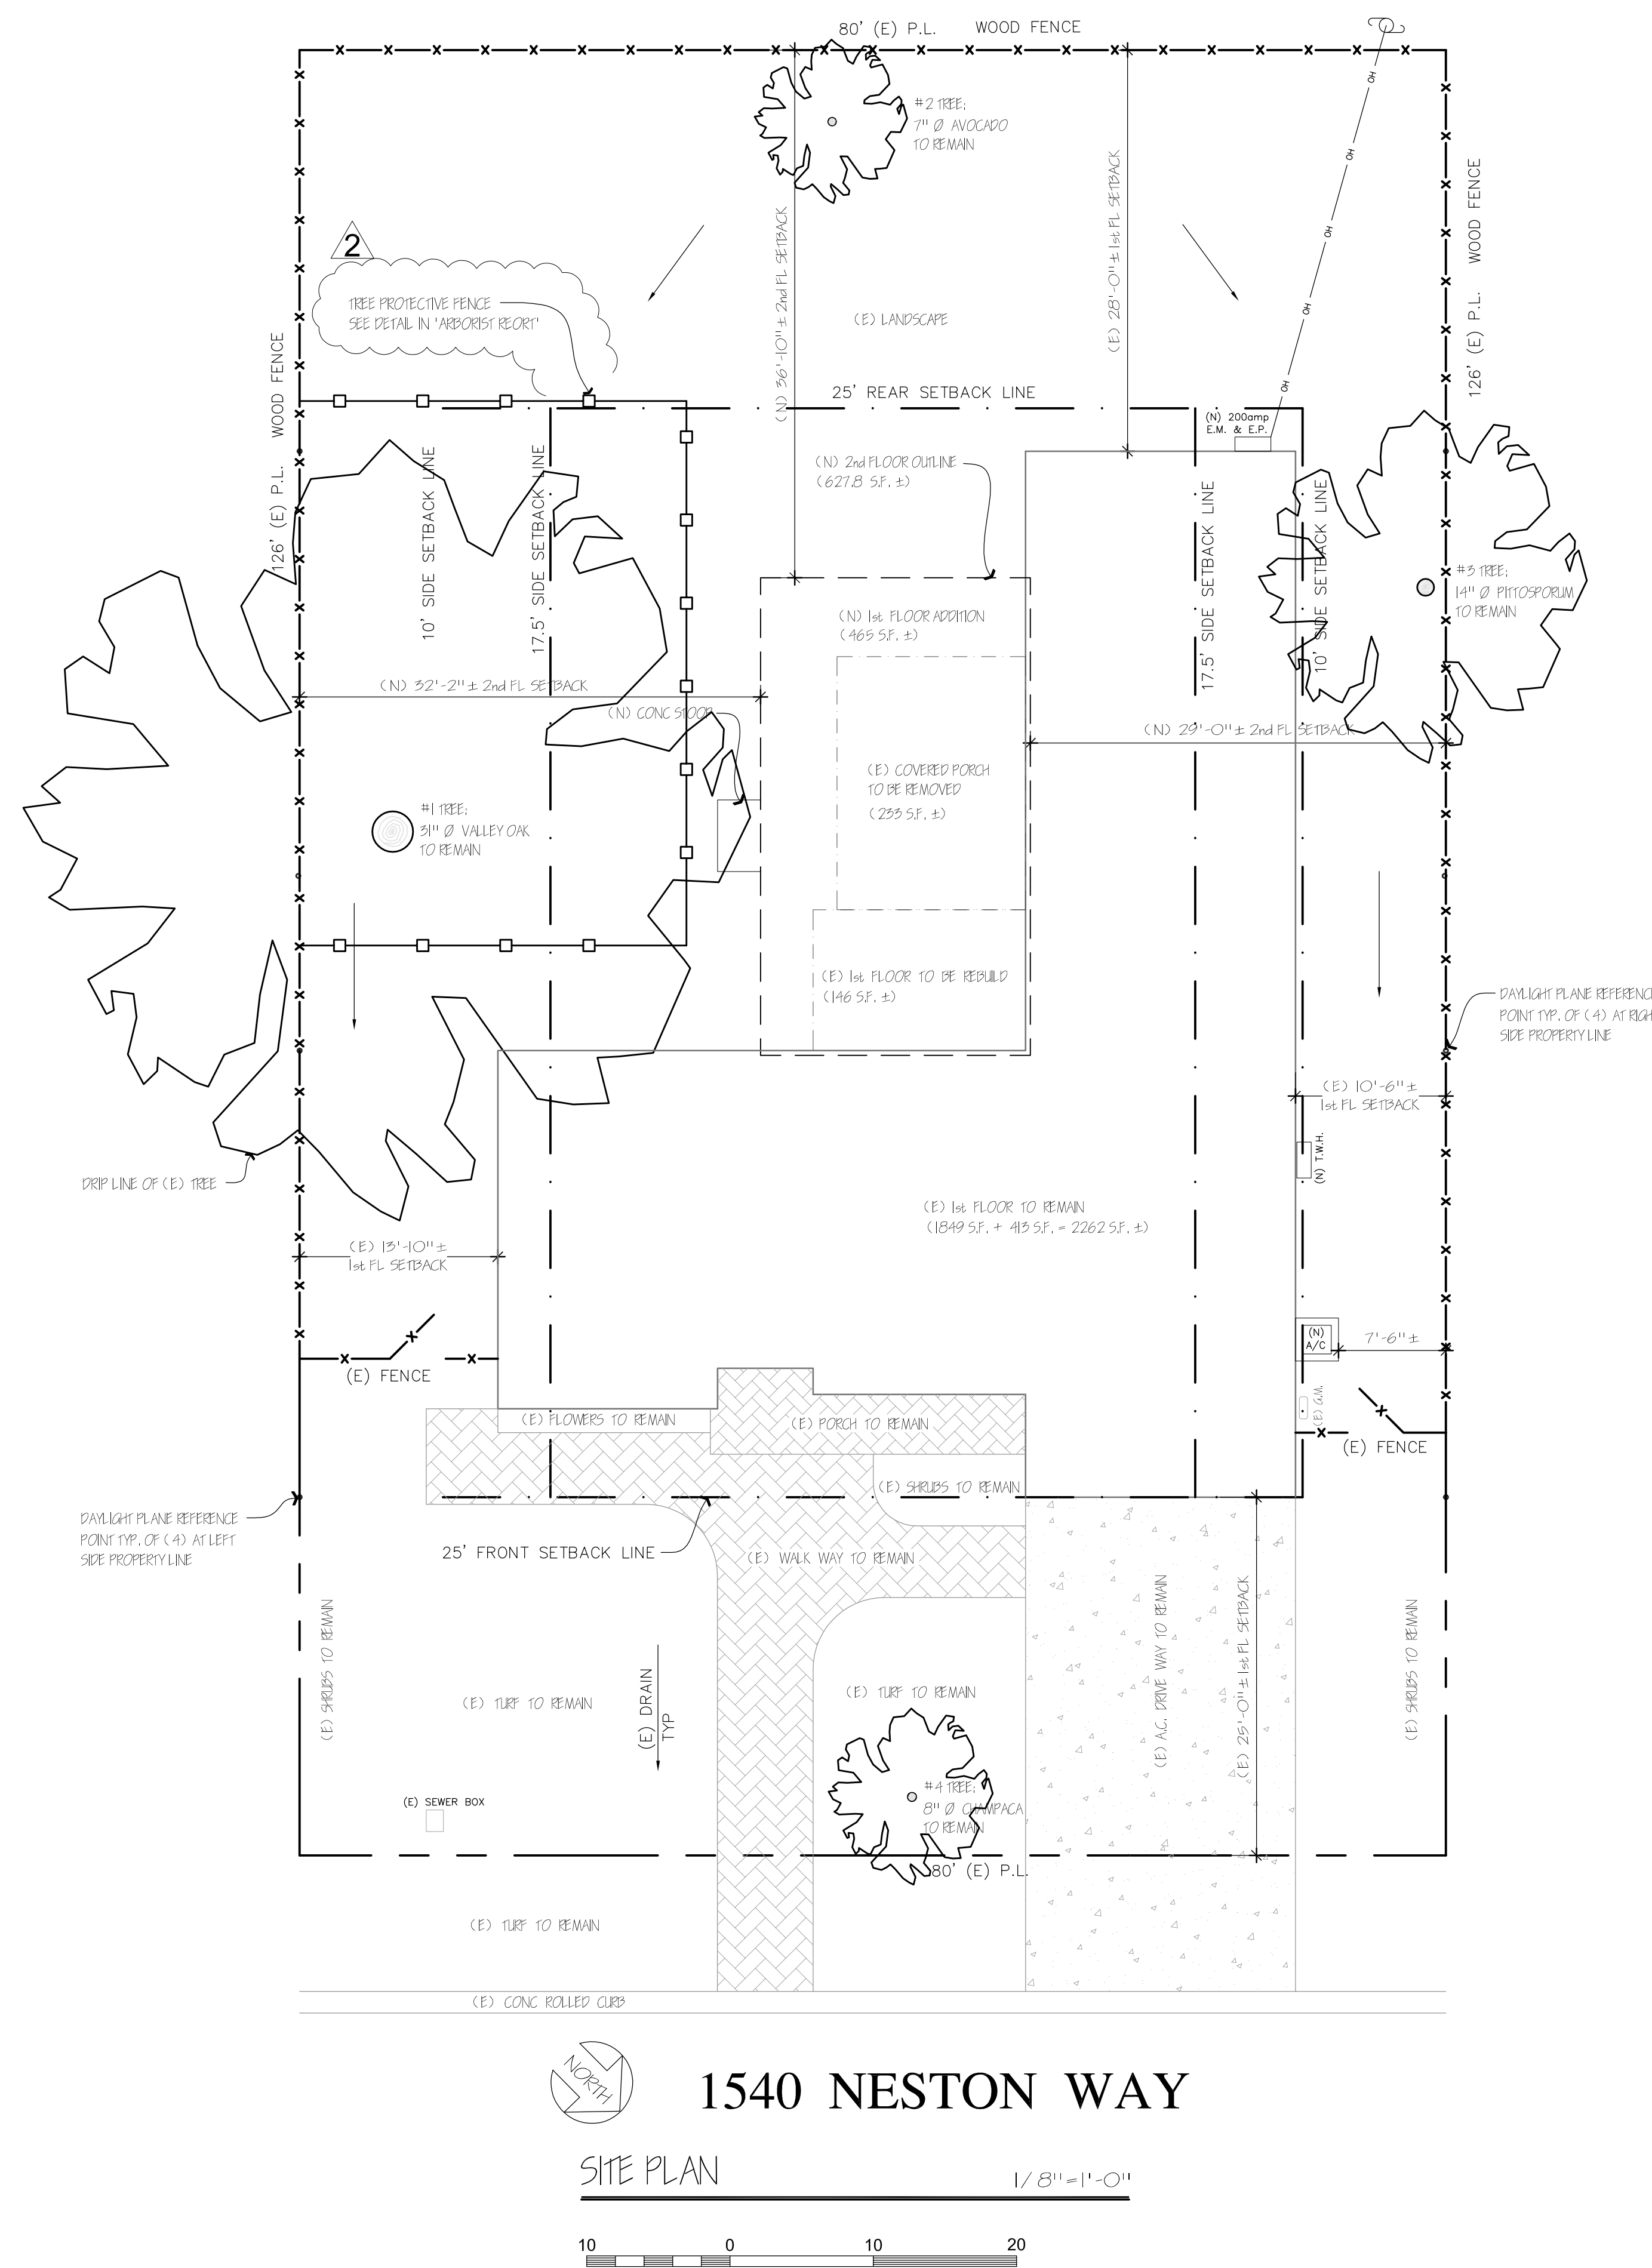 80' (E) P.L.
WOOD FENCE
#2 TREE;
7" Ø AVOCADO
TO REMAIN
OH
OH
OH
OH
OH
WOOD FENCE
126' (E) P.L.
(N) 36'-10"± 2nd FL SETBACK
(E) 28'-0"± 1st FL SETBACK
2
TREE PROTECTIVE FENCE
SEE DETAIL IN 'ARBORIST REORT'
(E) LANDSCAPE
WOOD FENCE
126' (E) P.L.
25' REAR SETBACK LINE
(N) 200amp
E.M. & E.P.
10' SIDE SETBACK LINE
17.5' SIDE SETBACK LINE
(N) 2nd FLOOR OUTLINE
(627.8 S.F. ±)
17.5' SIDE SETBACK LINE
10' SIDE SETBACK LINE
#3 TREE;
14" Ø PITTOSPORUM
TO REMAIN
(N) 1st FLOOR ADDITION
(465 S.F. ±)
(N) 32'-2"± 2nd FL SETBACK
(N) CONC STOOP
(N) 29'-0"± 2nd FL SETBACK
(E) COVERED PORCH
TO BE REMOVED
(233 S.F. ±)
#1 TREE;
31" Ø VALLEY OAK
TO REMAIN
(E) 1st FLOOR TO BE REBUILD
(146 S.F. ±)
DAYLIGHT PLANE REFERENC
POINT TYP. OF (4) AT RIGH
SIDE PROPERTY LINE
(E) 10'-6"±
1st FL SETBACK
(N) T.W.H.
DRIP LINE OF (E) TREE
(E) 1st FLOOR TO REMAIN
(1849 S.F. + 413 S.F. = 2262 S.F. ±)
(E) 13'-10"±
1st FL SETBACK
(N)
A/C
7'-6"±
(E) FENCE
(E) G.M.
(E) FLOWERS TO REMAIN
(E) PORCH TO REMAIN
(E) FENCE
(E) SHRUBS TO REMAIN
DAYLIGHT PLANE REFERENCE
POINT TYP. OF (4) AT LEFT
SIDE PROPERTY LINE
25' FRONT SETBACK LINE
(E) WALK WAY TO REMAIN
(E) SHRUBS TO REMAIN
(E) A.C. DRIVE WAY TO REMAIN
(E) 25'-0"± 1st FL SETBACK
(E) SHRUBS TO REMAIN
(E) TURF TO REMAIN
(E) DRAIN
TYP
(E) TURF TO REMAIN
#4 TREE;
8" Ø CHAMPACA
TO REMAIN
(E) SEWER BOX
80' (E) P.L.
(E) TURF TO REMAIN
(E) CONC ROLLED CURB
NORTH
1540 NESTON WAY
SITE PLAN
1/8"=1'-0"
10 0 10 20